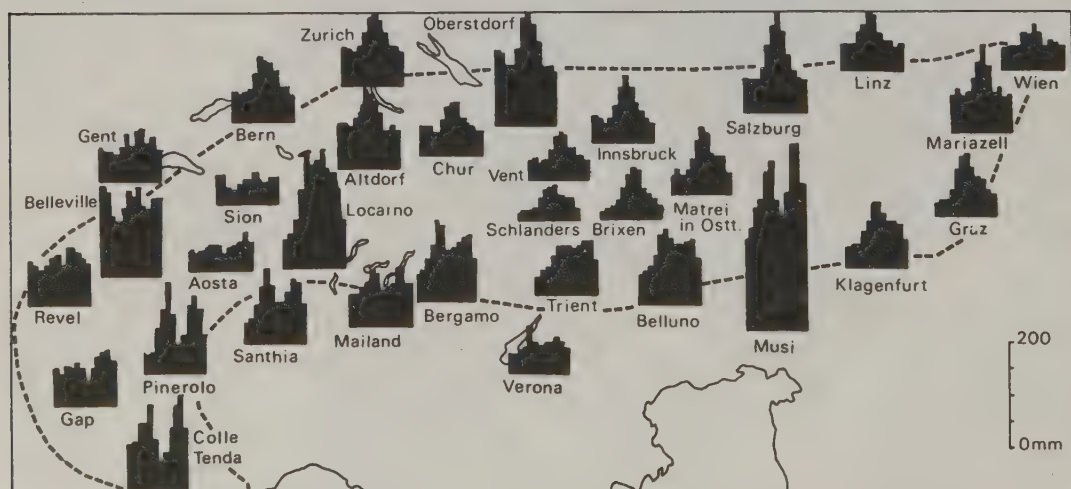 Zurich
Oberstdorf
Linz
Wien
Salzburg
Mariazell
Gent
Bern
Innsbruck
Altdorf
Chur
Vent
Belleville
Sion
Locarno
Schlanders
Brixen
Matrei
in Ostt.
Graz
Aosta
Klagenfurt
Revel
Santhia
Mailand
Bergamo
Trient
Belluno
Musi
200
Pinerolo
Verona
Gap
Colle
Tenda
0mm